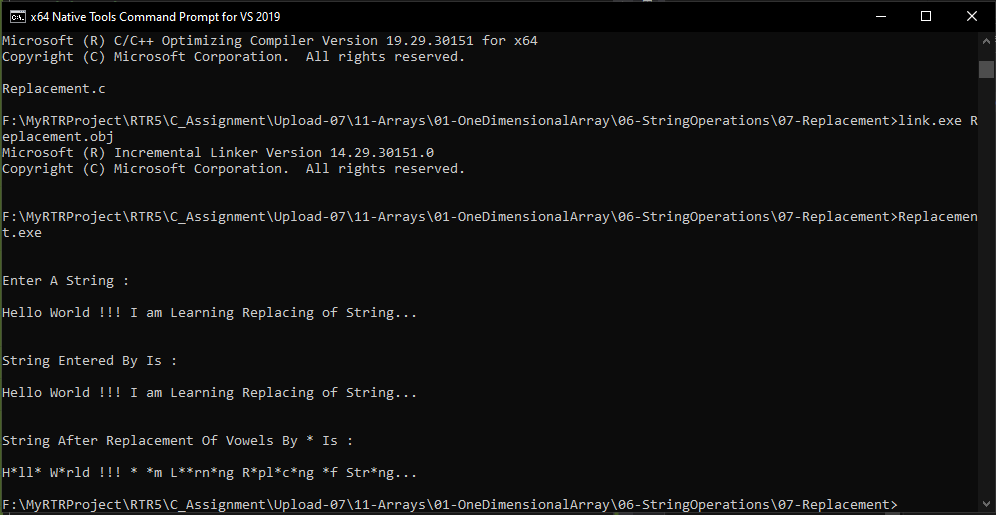 x64 Native Tools Command Prompt for VS 2019
Microsoft (R) C/C++ Optimizing Compiler Version 19.29.30151 for x64
Copyright (C) Microsoft Corporation.  All rights reserved.
Replacement.c
F:\MyRTRProject\RTR5\C_Assignment\Upload-07\11-Arrays\01-OneDimensionalArray\06-StringOperations\07-Replacement>link.exe R
eplacement.obj
Microsoft (R) Incremental Linker Version 14.29.30151.0
Copyright (C) Microsoft Corporation.  All rights reserved.
F:\MyRTRProject\RTR5\C_Assignment\Upload-07\11-Arrays\01-OneDimensionalArray\06-StringOperations\07-Replacement>Replacemen
t.exe
Enter A String :
Hello World !!! I am Learning Replacing of String...
String Entered By Is :
Hello World !!! I am Learning Replacing of String...
String After Replacement Of Vowels By * Is :
H*ll* W*rld !!! * *m L**rn*ng R*pl*c*ng *f Str*ng...
F:\MyRTRProject\RTR5\C_Assignment\Upload-07\11-Arrays\01-OneDimensionalArray\06-StringOperations\07-Replacement>